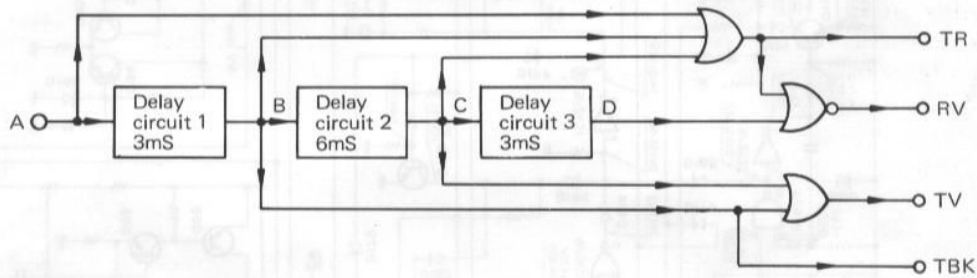 TR
A
Delay
circuit 1
3mS
B
Delay
circuit 2
6mS
C
Delay
circuit 3
3mS
D
RV
TV
TBk